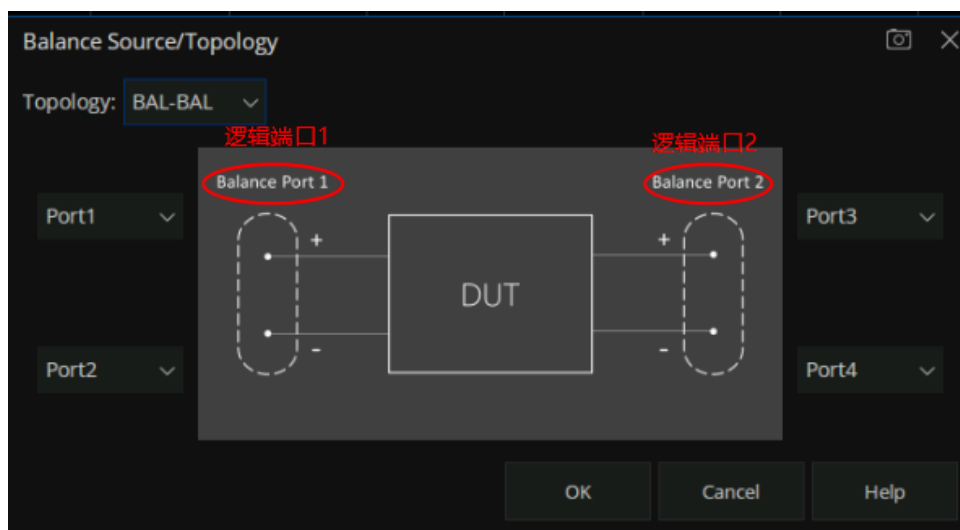 Balance Source/Topology
Topology: BAL-BAL
逻辑端口1
逻辑端口2
Balance Port 1
Balance Port 2
Port1
Port3
+
+
DUT
-
-
Port2
Port4
OK
Cancel
Help